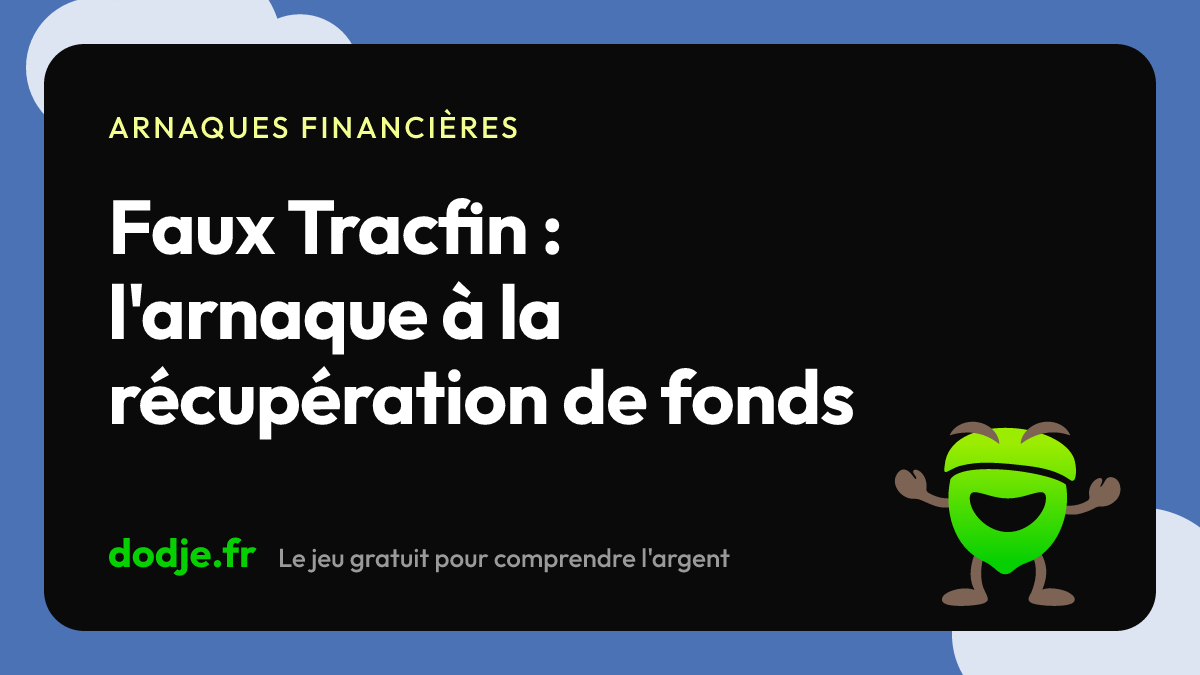 ARNAQUES FINANCIÈRES
Faux Tracfin :
l'arnaque à la
récupération de fonds
dodje.fr Le jeu gratuit pour comprendre l'argent